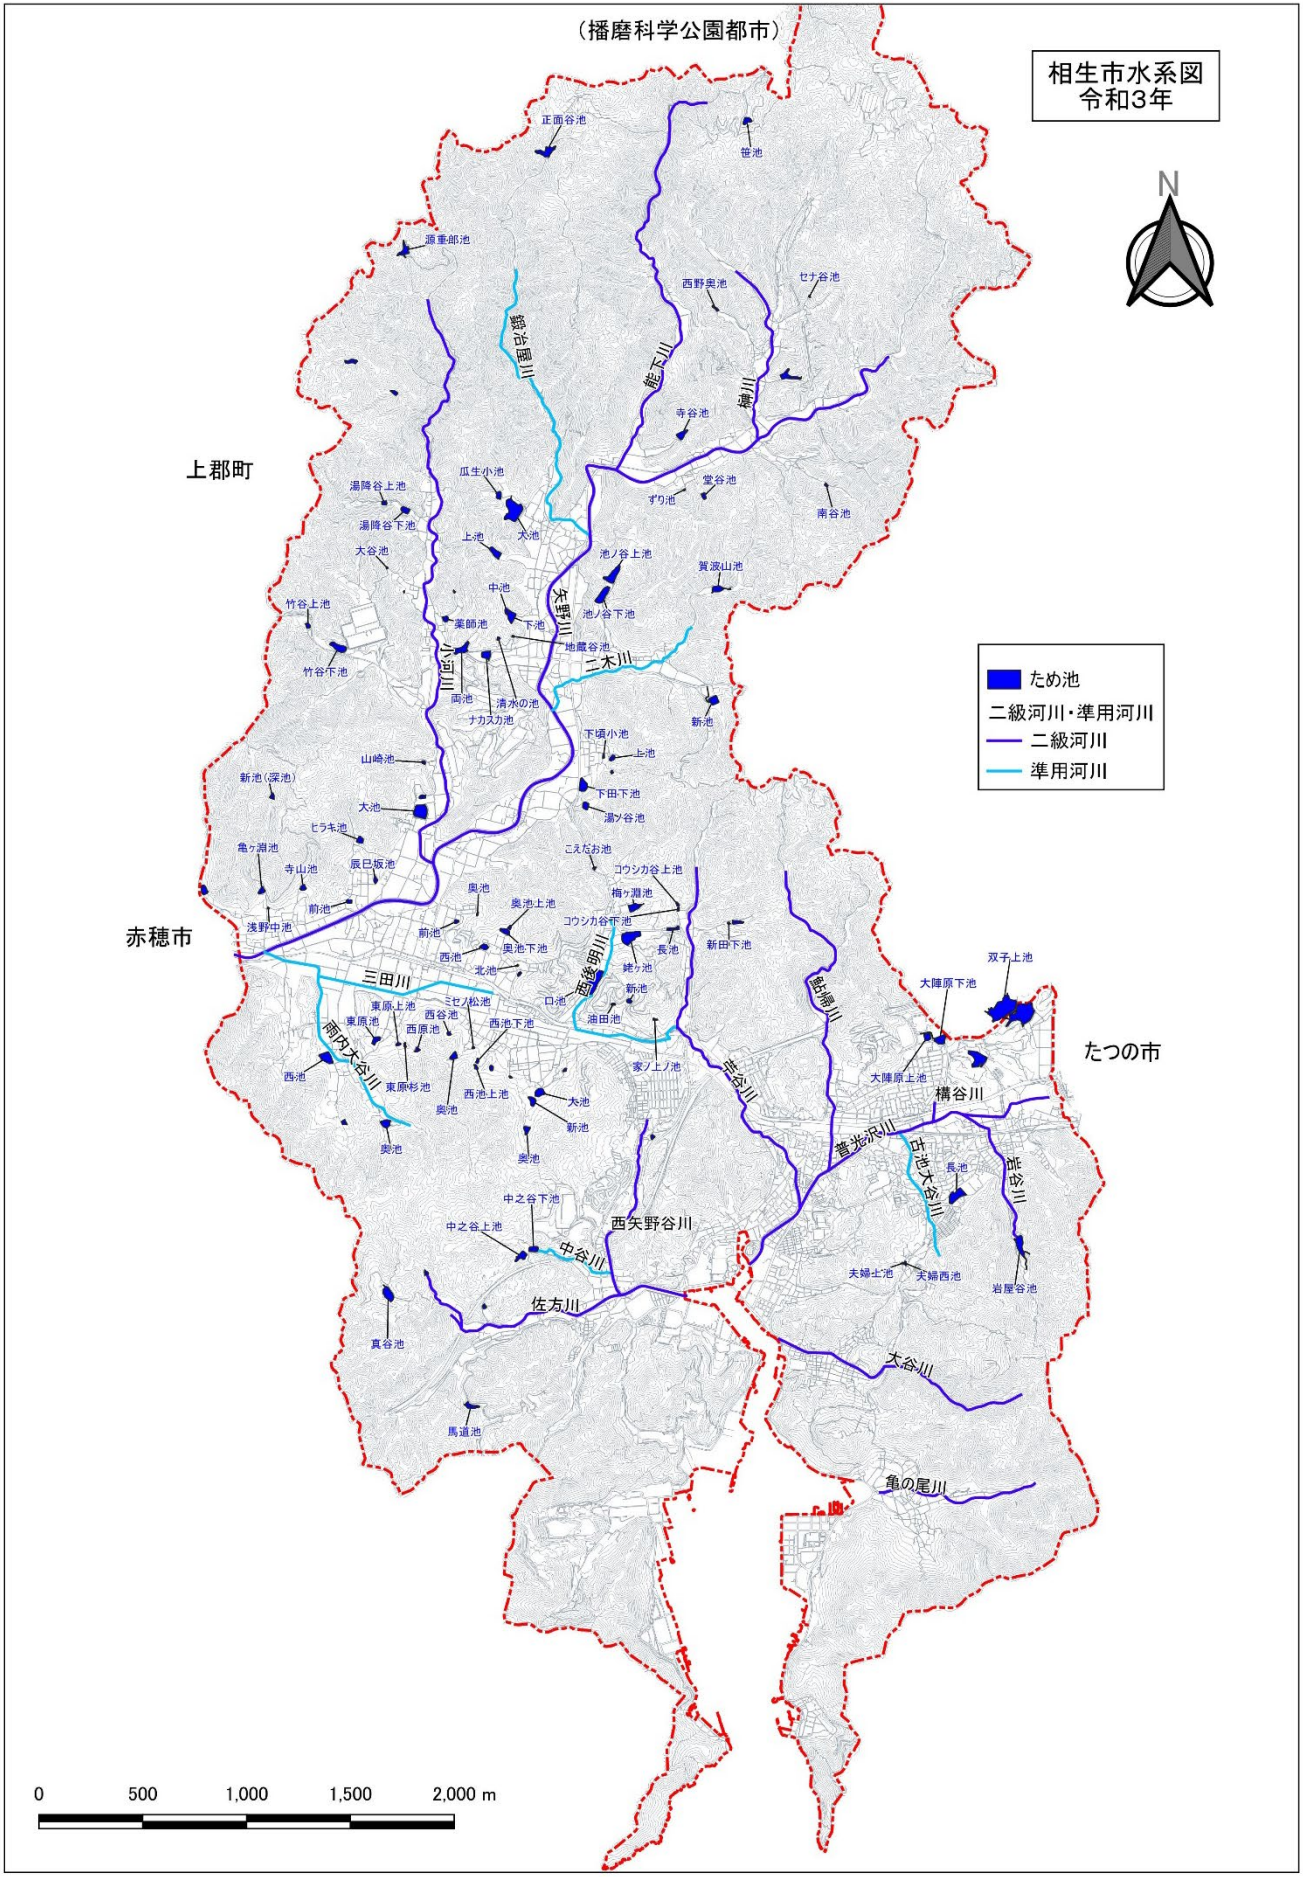 (播磨科学公園都市)
相生市水系図
令和3年
N
正面谷池
笹池
源重郎池
西野奥池
セナ谷池
鍛冶屋川
能下川
榊川
寺谷池
上郡町
瓜生小池
湯降谷上池
堂谷池
ずり池
南谷池
湯降谷下池
大池
上池
大谷池
池ノ谷上池
賀波山池
中池
竹谷上池
矢野川
池ノ谷下池
薬師池
下池
地蔵谷池
小河川
二木川
竹谷下池
両池
清水の池
ナカスカ池
新池
ため池
二級河川・準用河川
二級河川
準用河川
下頃小池
上池
山崎池
新池(深池)
下田下池
大池
湯ノ谷池
ヒラキ池
亀ヶ淵池
こえだお池
寺山池
辰巳坂池
コウシカ谷上池
奥池
梅ヶ淵池
奥池上池
前池
コウシカ谷下池
浅野中池
前池
赤穂市
奥池下池
長池
新田下池
西池
西後明川
姥ヶ池
双子上池
北池
三田川
大陣原下池
新池
口池
ミセノ松池
東原上池
鮎帰川
西谷池
油田池
東原池
西原池
西池下池
雨内大谷川
たつの市
家ノ上ノ池
西池
大陣原上池
東原杉池
苧谷川
西池上池
構谷川
奥池
大池
新池
普光沢川
奥池
奥池
古池大谷川
長池
岩谷川
中之谷下池
中之谷上池
西矢野谷川
中谷川
夫婦上池
夫婦西池
岩屋谷池
佐方川
真谷池
大谷川
馬道池
亀の尾川
0 500 1,000 1,500 2,000 m